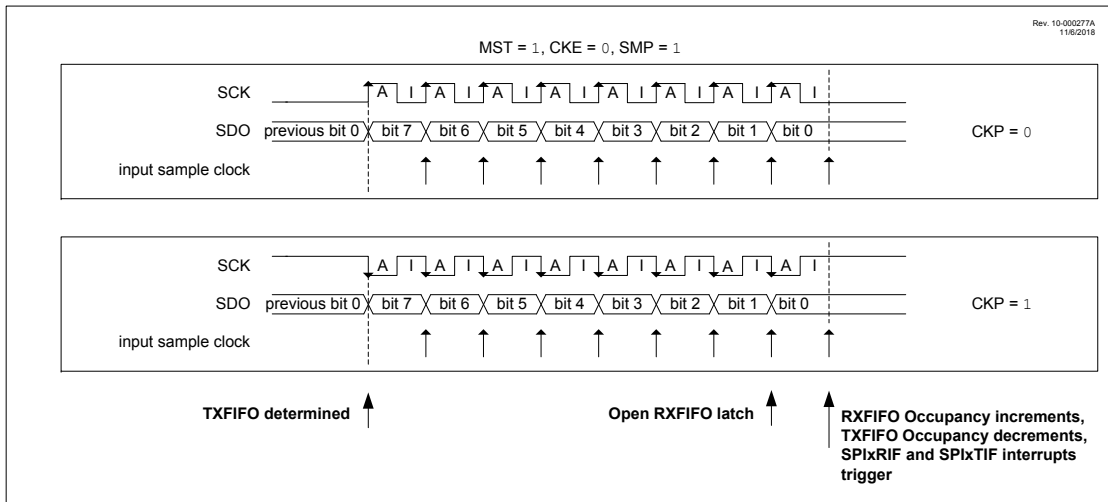 Rev. 10-000277A
11/6/2018
MST = 1, CKE = 0, SMP = 1
SCK A I A I A I A I A I A I A I A I
SDO previous bit 0 bit 7 bit 6 bit 5 bit 4 bit 3 bit 2 bit 1 bit 0 CKP = 0
input sample clock
SCK A I A I A I A I A I A I A I A I
SDO previous bit 0 bit 7 bit 6 bit 5 bit 4 bit 3 bit 2 bit 1 bit 0 CKP = 1
input sample clock
TXFIFO determined
Open RXFIFO latch
RXFIFO Occupancy increments,
TXFIFO Occupancy decrements,
SPIxRIF and SPIxTIF interrupts
trigger